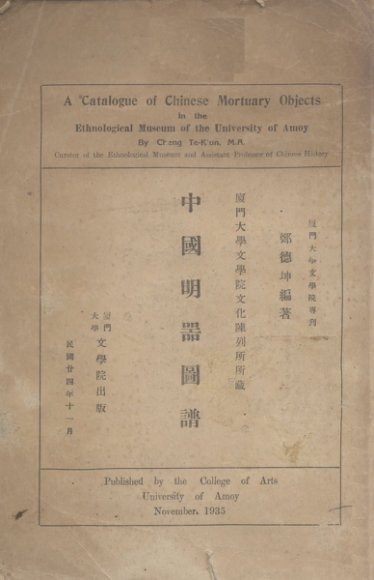 A Catalogue of Chinese Mortuary Objects
in the
Ethnological Museum of the University of Amoy
By Cheng Te-K'un, M.A.
Curator of the Ethnological Museum and Assistant Professor of Chinese History
廈門大學文學院專刊
鄭德坤編著
廈門大學文學院文化陳列所所藏
中國明器圖譜
廈門
大學
文學院出版
民國廿四年十一月
Published by the College of Arts
University of Amoy
November, 1935